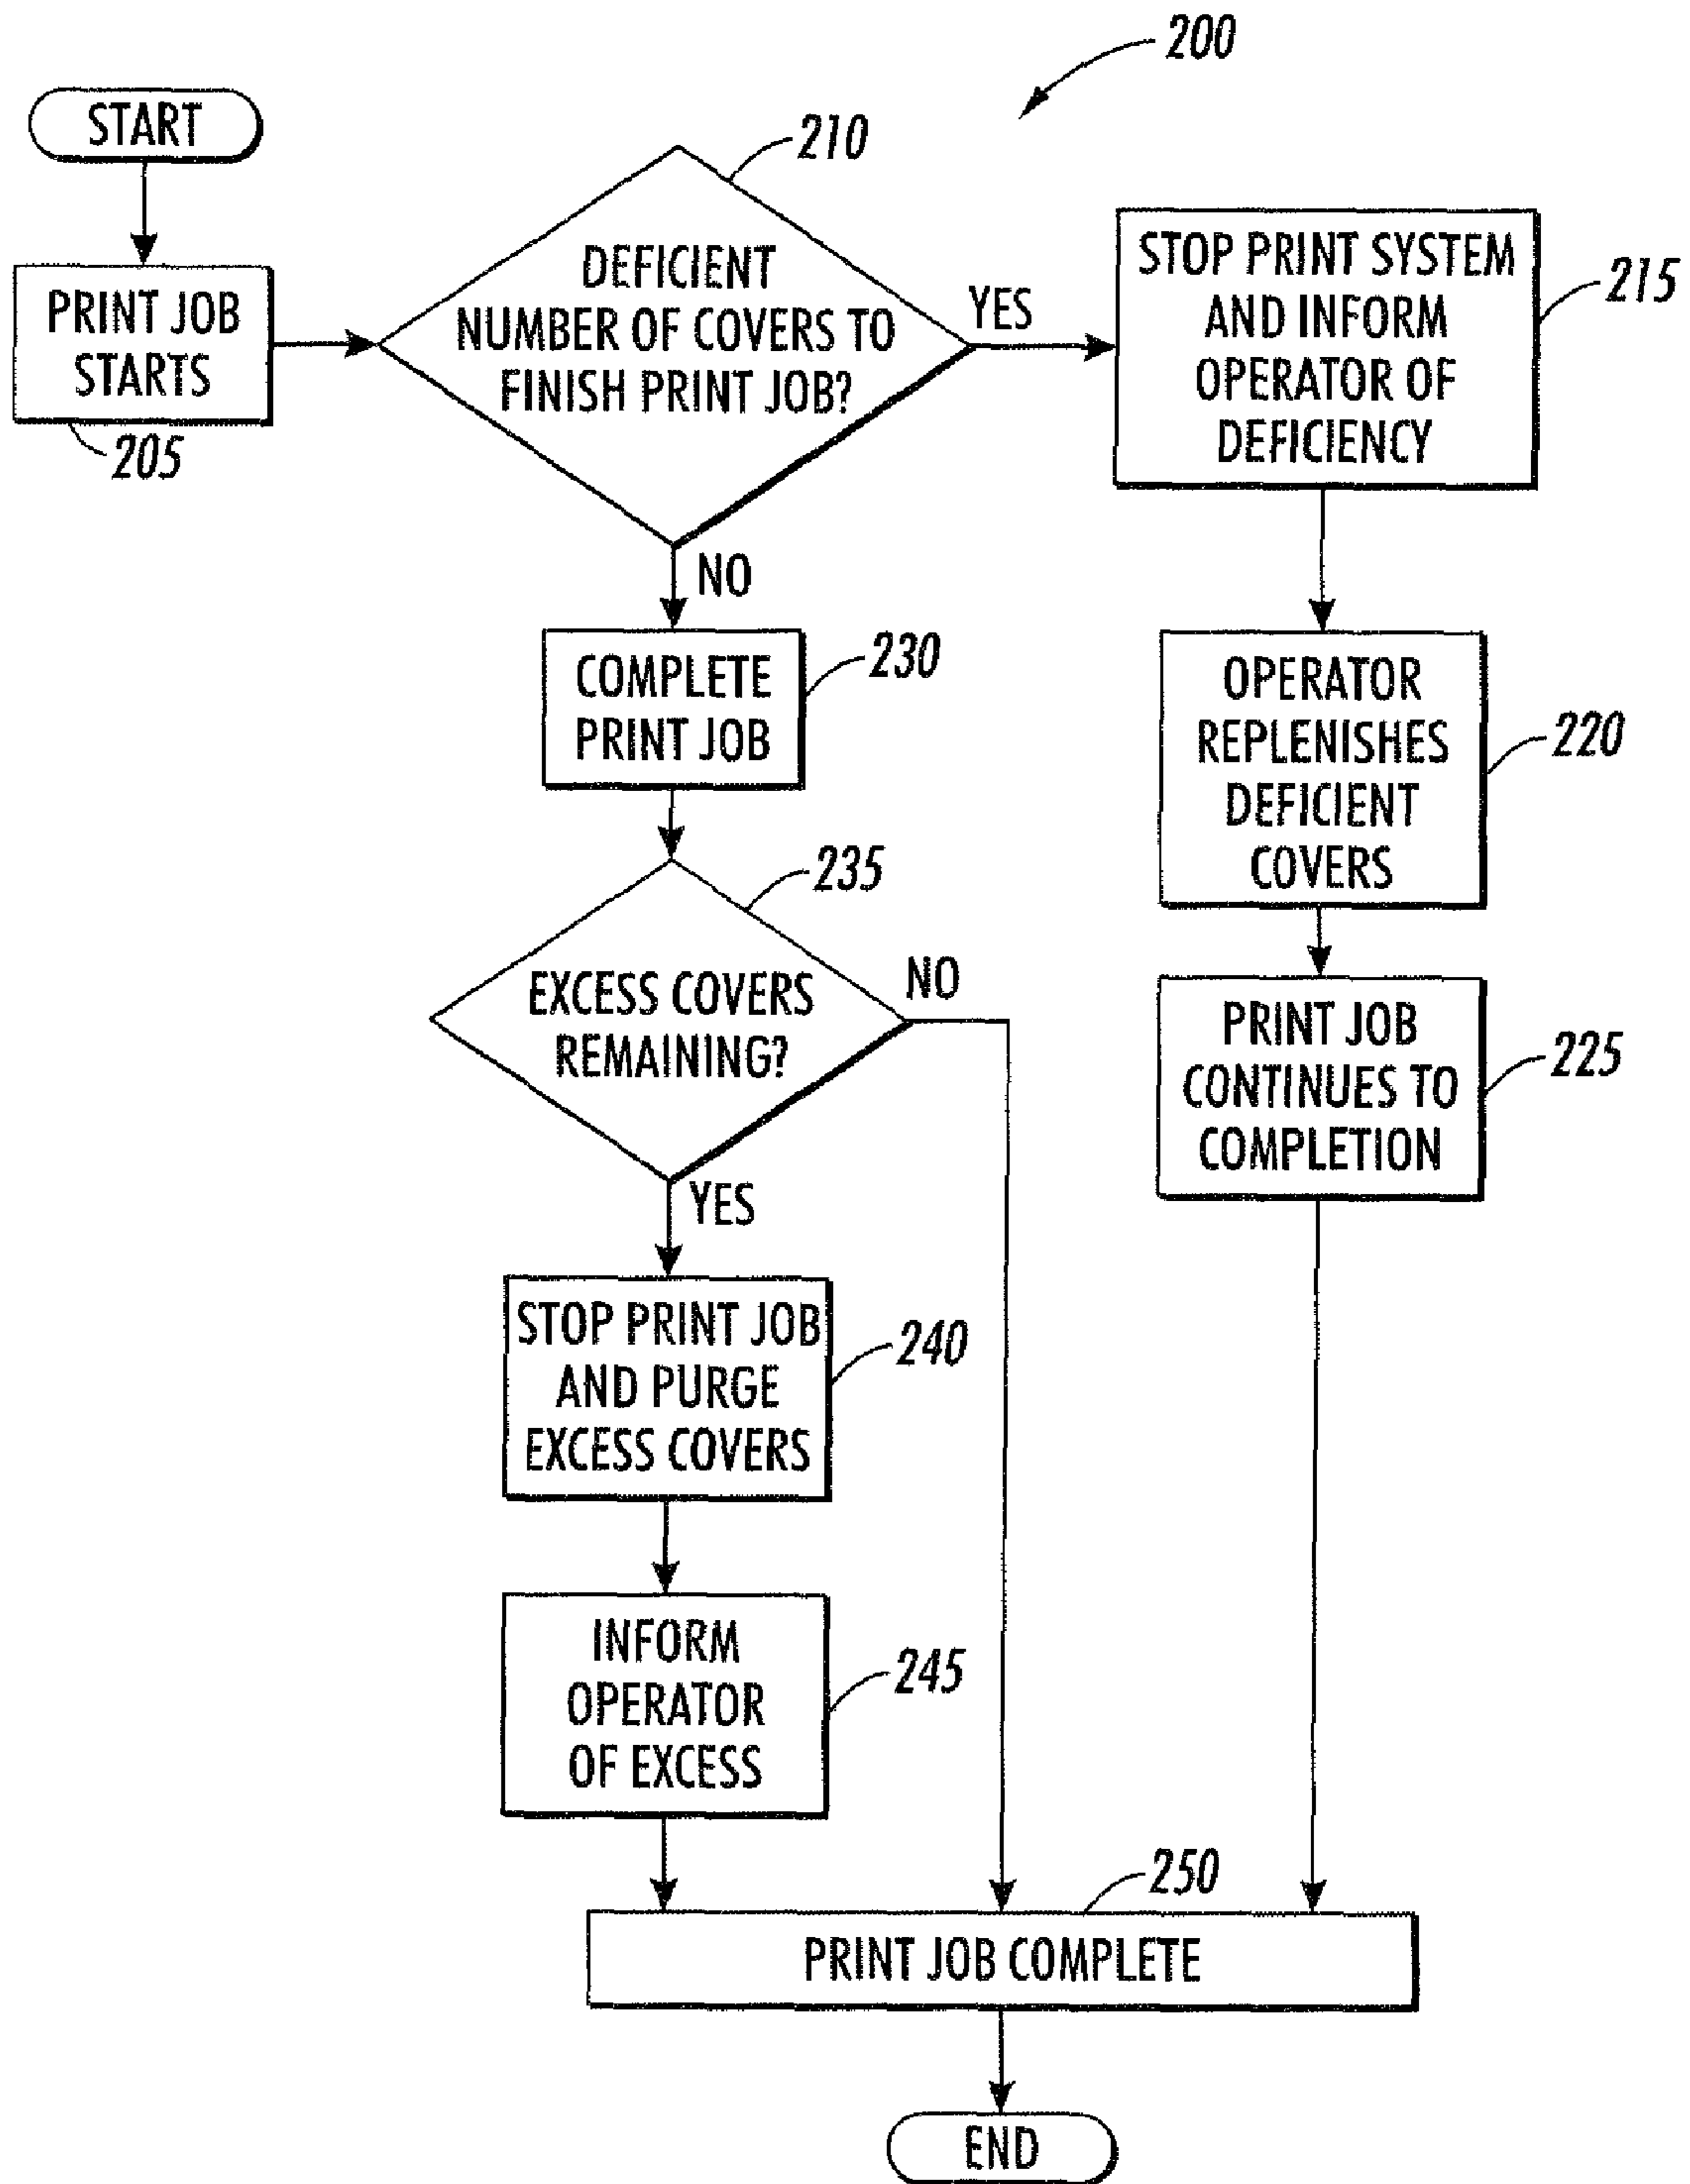 200
START
PRINT JOB
STARTS
205
210
DEFICIENT
NUMBER OF COVERS TO
FINISH PRINT JOB?
YES
STOP PRINT SYSTEM
AND INFORM
OPERATOR OF
DEFICIENCY
215
NO
COMPLETE
PRINT JOB
230
OPERATOR
REPLENISHES
DEFICIENT
COVERS
220
235
EXCESS COVERS
REMAINING?
NO
PRINT JOB
CONTINUES TO
COMPLETION
225
YES
STOP PRINT JOB
AND PURGE
EXCESS COVERS
240
INFORM
OPERATOR
OF EXCESS
245
250
PRINT JOB COMPLETE
END